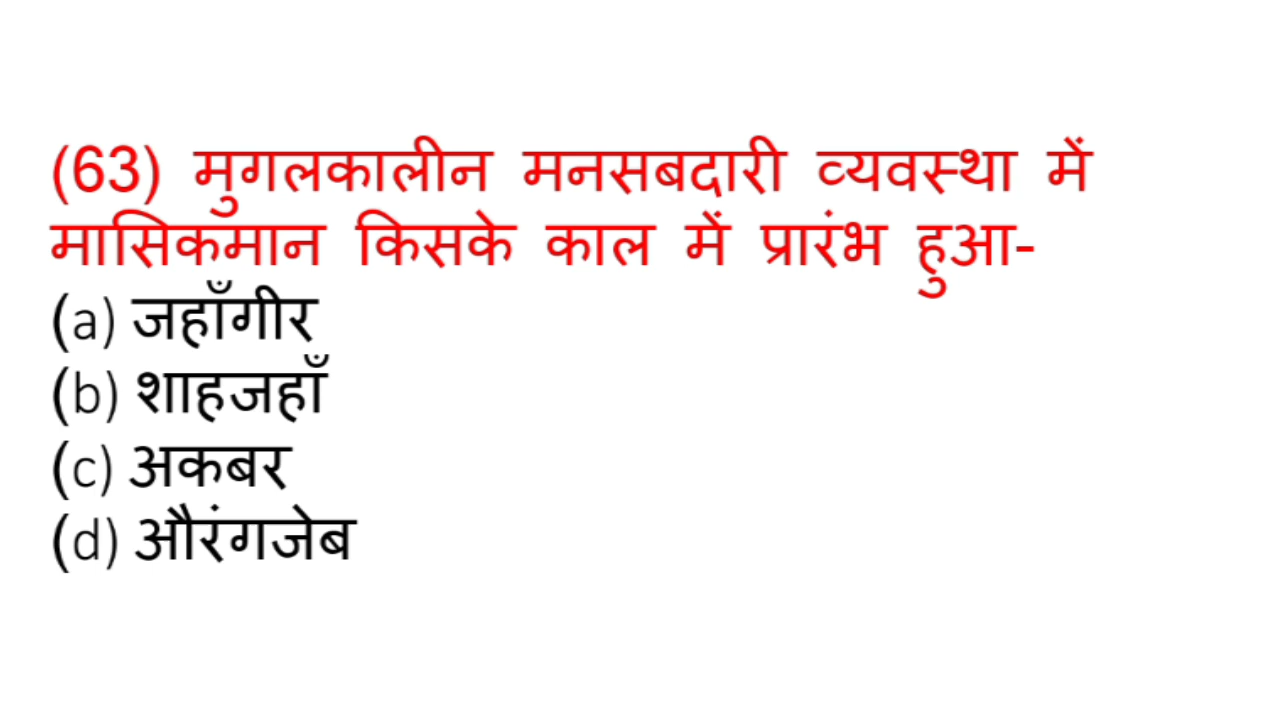 (63) मुगलकालीन मनसबदारी व्यवस्था में
मासिकमान किसके काल में प्रारंभ हुआ-
(a) जहाँगीर
(b) शाहजहाँ
(c) अकबर
(d) औरंगजेब